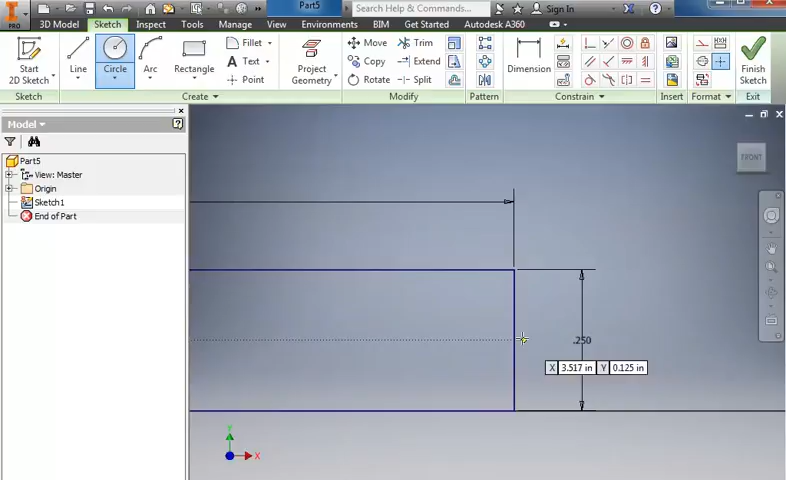 PRO
Part5
Search Help & Commands...
Sign In
3D Model Sketch Inspect Tools Manage View Environments BIM Get Started Autodesk A360
Start
2D Sketch
Line
Circle
Arc
Rectangle
Fillet
Text
Point
Project
Geometry
Move
Copy
Rotate
Trim
Extend
Split
Dimension
Finish
Sketch
Sketch Create Modify Pattern Constrain Insert Format Exit
Model
Part5
View: Master
Origin
Sketch1
End of Part
FRONT
.250
X 3.517 in Y 0.125 in
Y
X